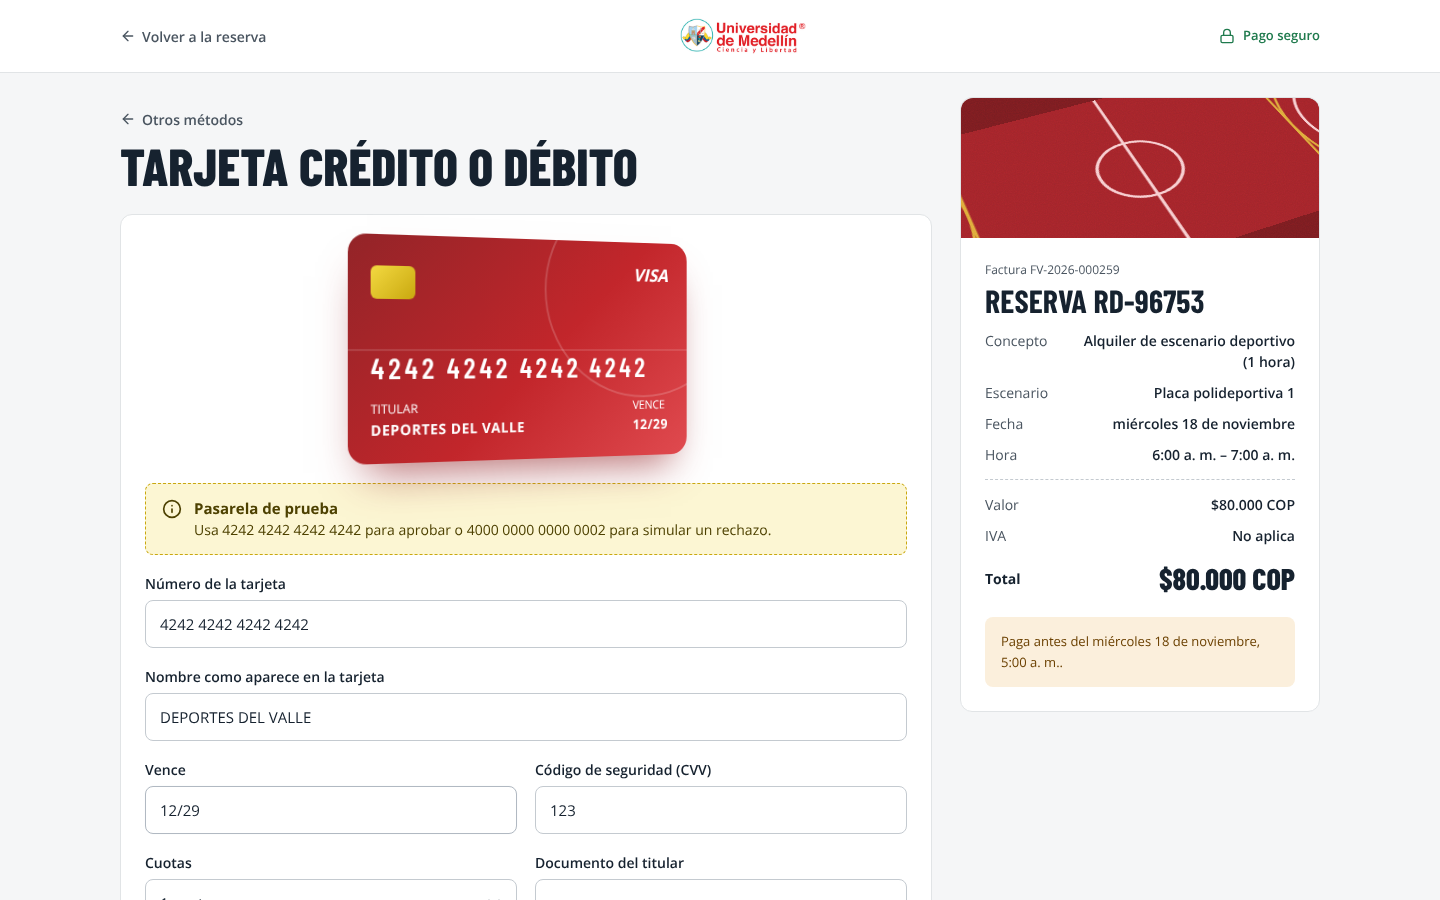 Volver a la reserva
Universidad®
de Medellín
Ciencia y Libertad
Pago seguro
Otros métodos
TARJETA CRÉDITO O DÉBITO
VISA
4242 4242 4242 4242
TITULAR
DEPORTES DEL VALLE
VENCE
12/29
Pasarela de prueba
Usa 4242 4242 4242 4242 para aprobar o 4000 0000 0000 0002 para simular un rechazo.
Número de la tarjeta
4242 4242 4242 4242
Nombre como aparece en la tarjeta
DEPORTES DEL VALLE
Vence
Código de seguridad (CVV)
12/29
123
Cuotas
Documento del titular
Factura FV-2026-000259
RESERVA RD-96753
Concepto
Alquiler de escenario deportivo
(1 hora)
Escenario
Placa polideportiva 1
Fecha
miércoles 18 de noviembre
Hora
6:00 a. m. – 7:00 a. m.
Valor
$80.000 COP
IVA
No aplica
Total
$80.000 COP
Paga antes del miércoles 18 de noviembre,
5:00 a. m..